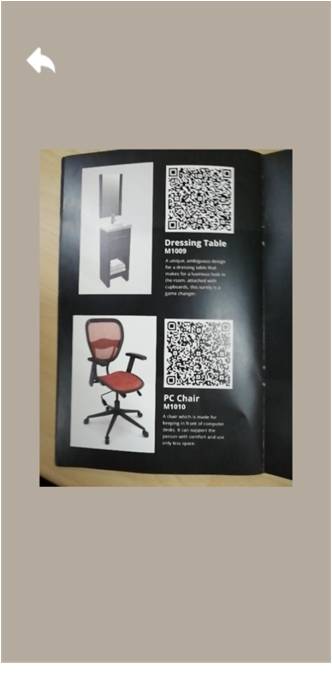 Dressing Table
M1009
A unique, ambiguous design
for a dressing table that
makes for a luxurious look in
the room. attached with
cupboards, this surely is a
game changer.
PC Chair
M1010
A chair which is made for
keeping in front of computer
desks. It can support the
person with comfort and use
only less space.